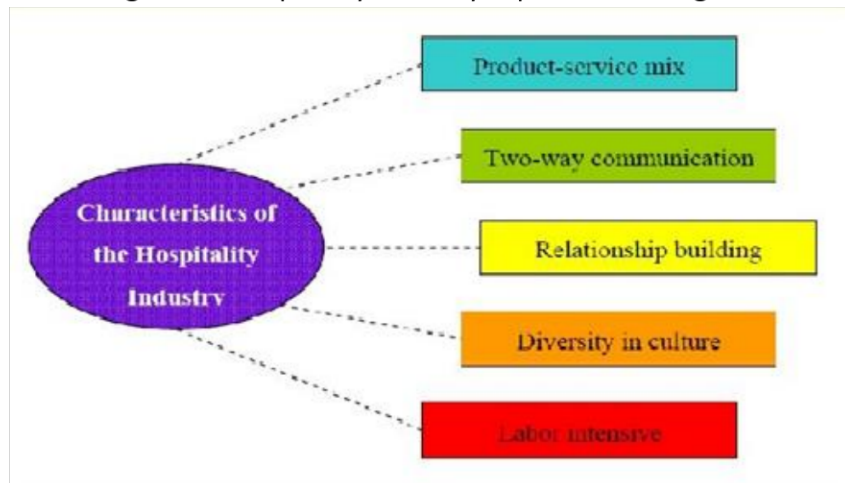 Characteristics of
the Hospitality
Industry
Product-service mix
Two-way communication
Relationship building
Diversity in culture
Labor intensive